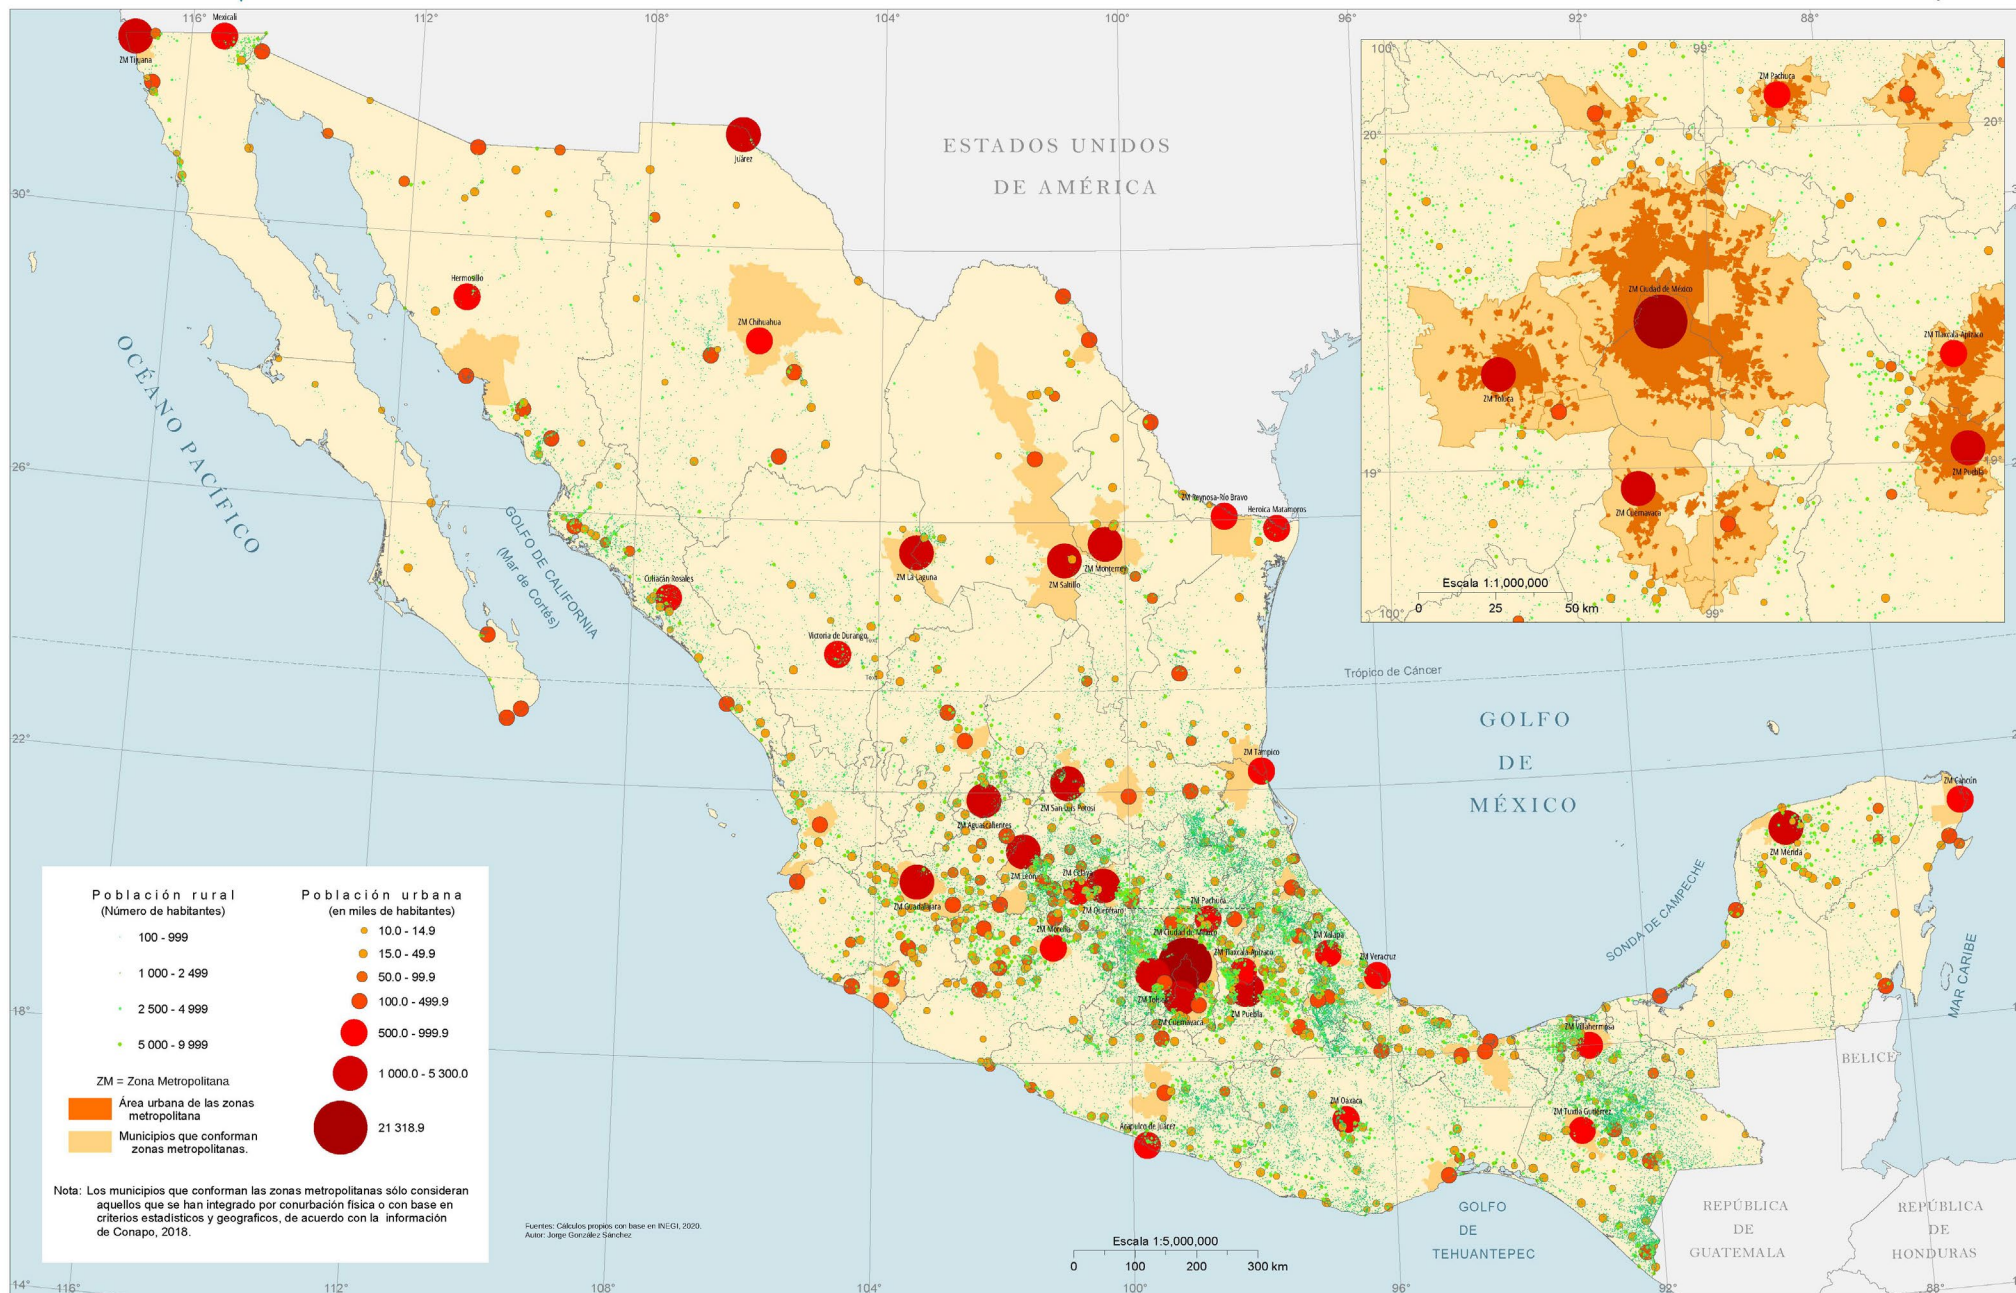 116°
112°
108°
104°
100°
96°
92°
88°
ZM Tijuana
Mexicali
Juárez
ESTADOS UNIDOS
DE AMÉRICA
30°
Hermosillo
ZM Chihuahua
OCÉANO PACÍFICO
26°
GOLFO DE CALIFORNIA
(Mar de Cortés)
ZM Reynosa-Río Bravo
Heroica Matamoros
ZM La Laguna
ZM Saltillo
ZM Monterrey
Culiacán Rosales
Victoria de Durango
Text
Text
Trópico de Cáncer
GOLFO
DE
MÉXICO
22°
ZM Tampico
ZM San Luis Potosí
ZM Aguascalientes
ZM León
ZM Celaya
ZM Querétaro
ZM Guadalajara
ZM Pachuca
ZM Morelia
ZM Ciudad de México
ZM Tlaxcala-Apizaco
ZM Xalapa
ZM Veracruz
ZM Toluca
ZM Puebla
ZM Cuernavaca
ZM Cancún
ZM Mérida
SONDA DE CAMPECHE
MAR CARIBE
18°
ZM Villahermosa
BELICE
ZM Oaxaca
ZM Tuxtla Gutiérrez
Acapulco de Juárez
GOLFO
DE
TEHUANTEPEC
REPÚBLICA
DE
GUATEMALA
REPÚBLICA
DE
HONDURAS
100°
99°
ZM Pachuca
20°
20°
ZM Ciudad de México
ZM Tlaxcala-Apizaco
ZM Toluca
19°
19°
ZM Puebla
ZM Cuernavaca
Escala 1:1,000,000
0 25 50 km
100°
99°
Población rural
(Número de habitantes)
100 - 999
1 000 - 2 499
2 500 - 4 999
5 000 - 9 999
Población urbana
(en miles de habitantes)
10.0 - 14.9
15.0 - 49.9
50.0 - 99.9
100.0 - 499.9
500.0 - 999.9
1 000.0 - 5 300.0
21 318.9
ZM = Zona Metropolitana
Área urbana de las zonas
metropolitana
Municipios que conforman
zonas metropolitanas.
Nota: Los municipios que conforman las zonas metropolitanas sólo consideran
aquellos que se han integrado por conurbación física o con base en
criterios estadísticos y geograficos, de acuerdo con la información
de Conapo, 2018.
Fuentes: Cálculos propios con base en INEGI, 2020.
Autor: Jorge González Sánchez
Escala 1:5,000,000
0 100 200 300 km
14°
116°
112°
108°
104°
100°
96°
92°
88°